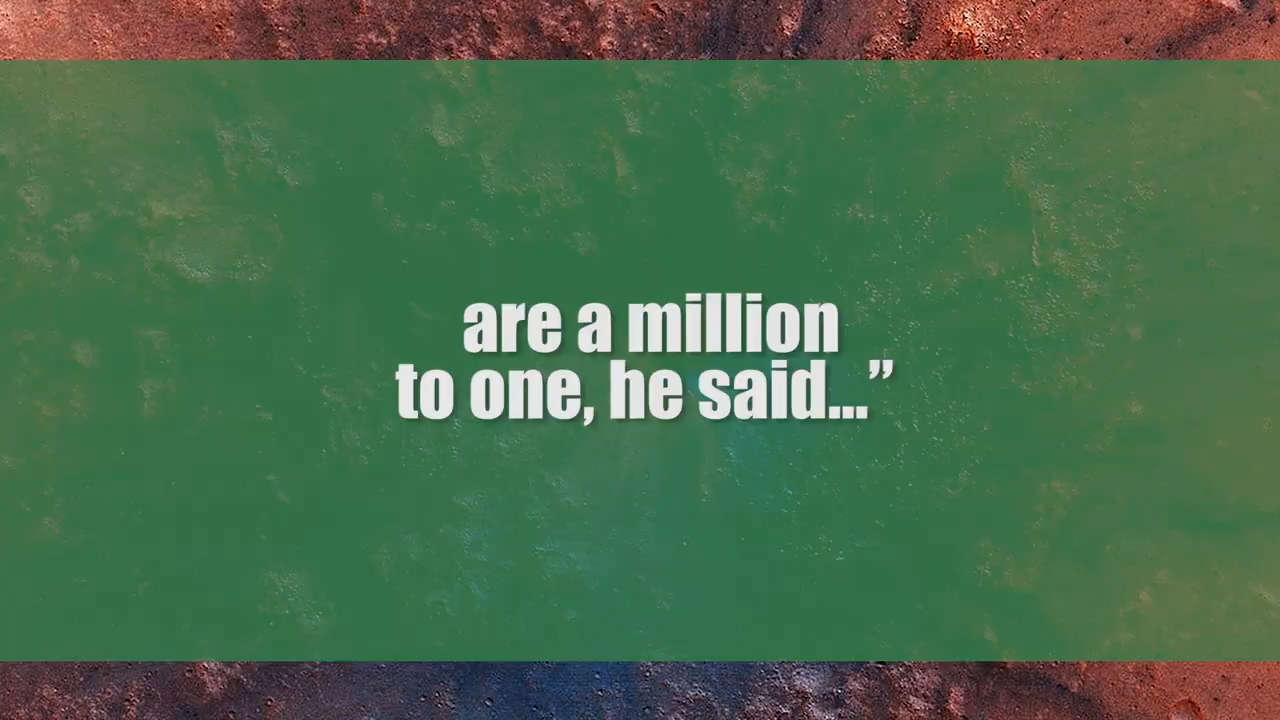 are a million
to one, he said...”